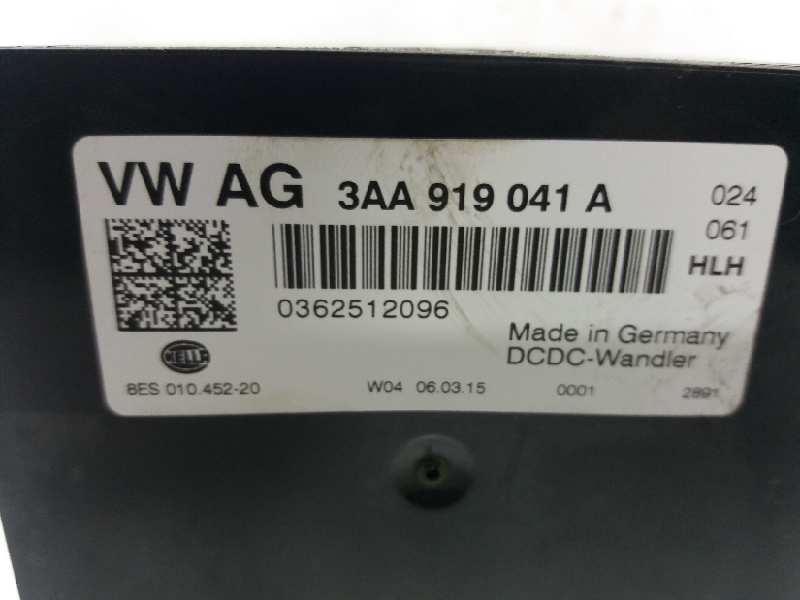 VW AG 3AA 919 041 A 024
061
HLH
0362512096
Made in Germany
DCDC-Wandler
HELLA
8ES 010.452-20 W04 06.03.15 0001 2891